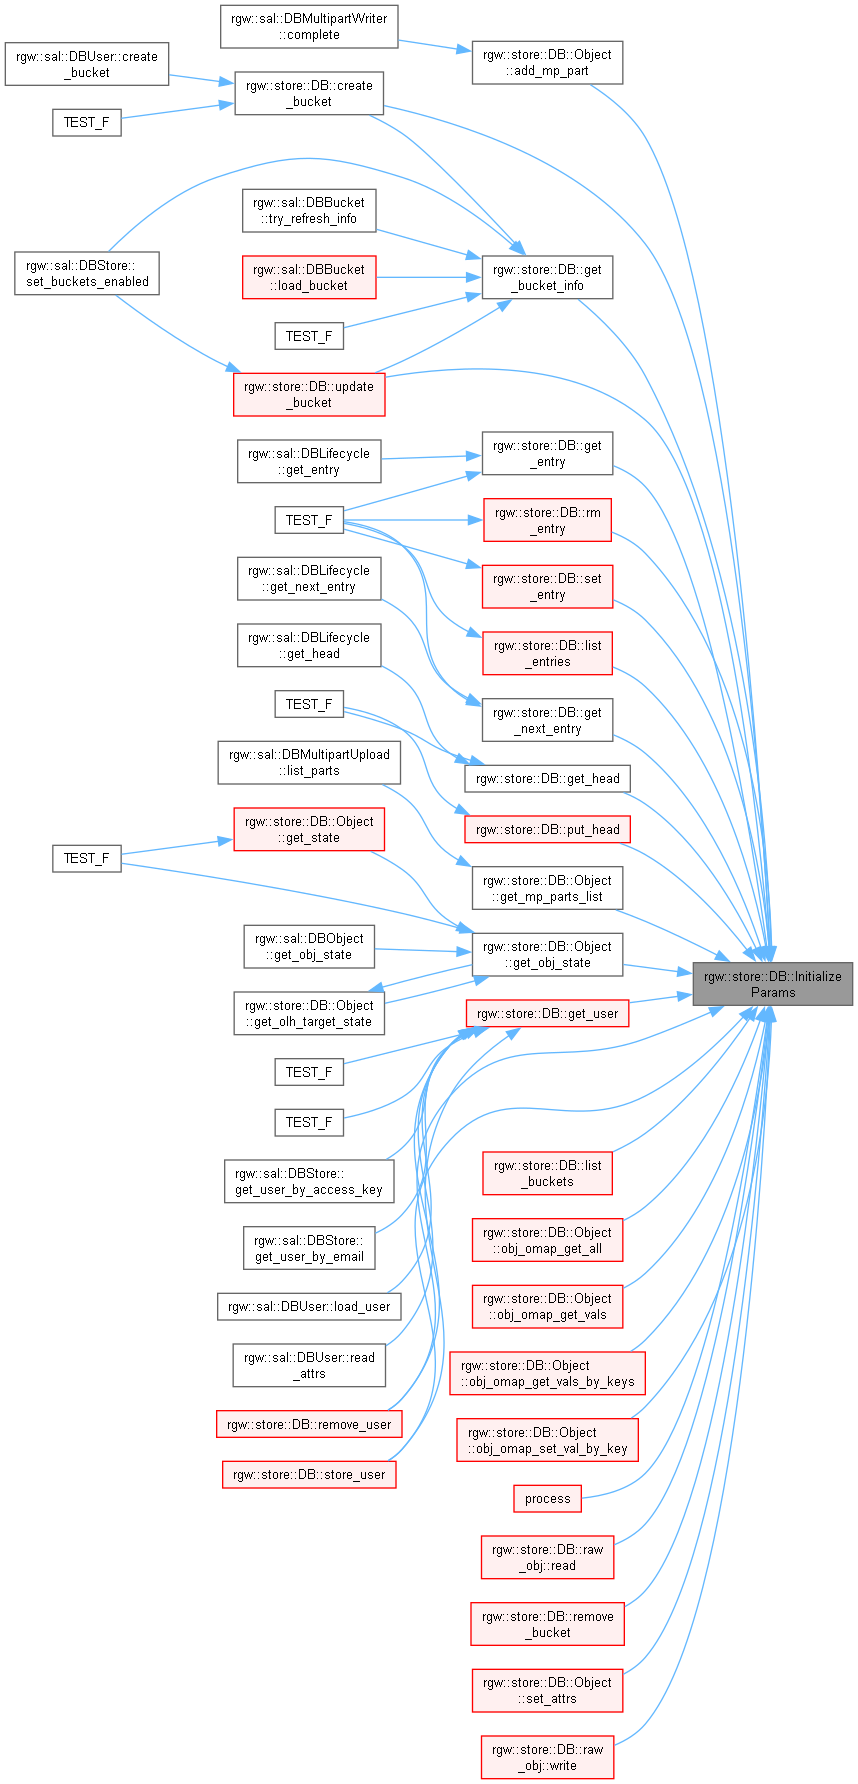 rgw::sal::DBMultipartWriter
::complete
rgw::store::DB::Object
::add_mp_part
rgw::sal::DBUser::create
_bucket
rgw::store::DB::create
_bucket
TEST_F
rgw::sal::DBBucket
::try_refresh_info
rgw::sal::DBStore::
set_buckets_enabled
rgw::sal::DBBucket
::load_bucket
rgw::store::DB::get
_bucket_info
TEST_F
rgw::store::DB::update
_bucket
rgw::sal::DBLifecycle
::get_entry
rgw::store::DB::get
_entry
TEST_F
rgw::store::DB::rm
_entry
rgw::sal::DBLifecycle
::get_next_entry
rgw::store::DB::set
_entry
rgw::sal::DBLifecycle
::get_head
rgw::store::DB::list
_entries
TEST_F
rgw::store::DB::get
_next_entry
rgw::sal::DBMultipartUpload
::list_parts
rgw::store::DB::get_head
rgw::store::DB::Object
::get_state
rgw::store::DB::put_head
TEST_F
rgw::store::DB::Object
::get_mp_parts_list
rgw::sal::DBObject
::get_obj_state
rgw::store::DB::Object
::get_obj_state
rgw::store::DB::Initialize
Params
rgw::store::DB::Object
::get_olh_target_state
rgw::store::DB::get_user
TEST_F
TEST_F
rgw::sal::DBStore::
get_user_by_access_key
rgw::store::DB::list
_buckets
rgw::sal::DBStore::
get_user_by_email
rgw::store::DB::Object
::obj_omap_get_all
rgw::sal::DBUser::load_user
rgw::store::DB::Object
::obj_omap_get_vals
rgw::sal::DBUser::read
_attrs
rgw::store::DB::Object
::obj_omap_get_vals_by_keys
rgw::store::DB::remove_user
rgw::store::DB::Object
::obj_omap_set_val_by_key
rgw::store::DB::store_user
process
rgw::store::DB::raw
_obj::read
rgw::store::DB::remove
_bucket
rgw::store::DB::Object
::set_attrs
rgw::store::DB::raw
_obj::write